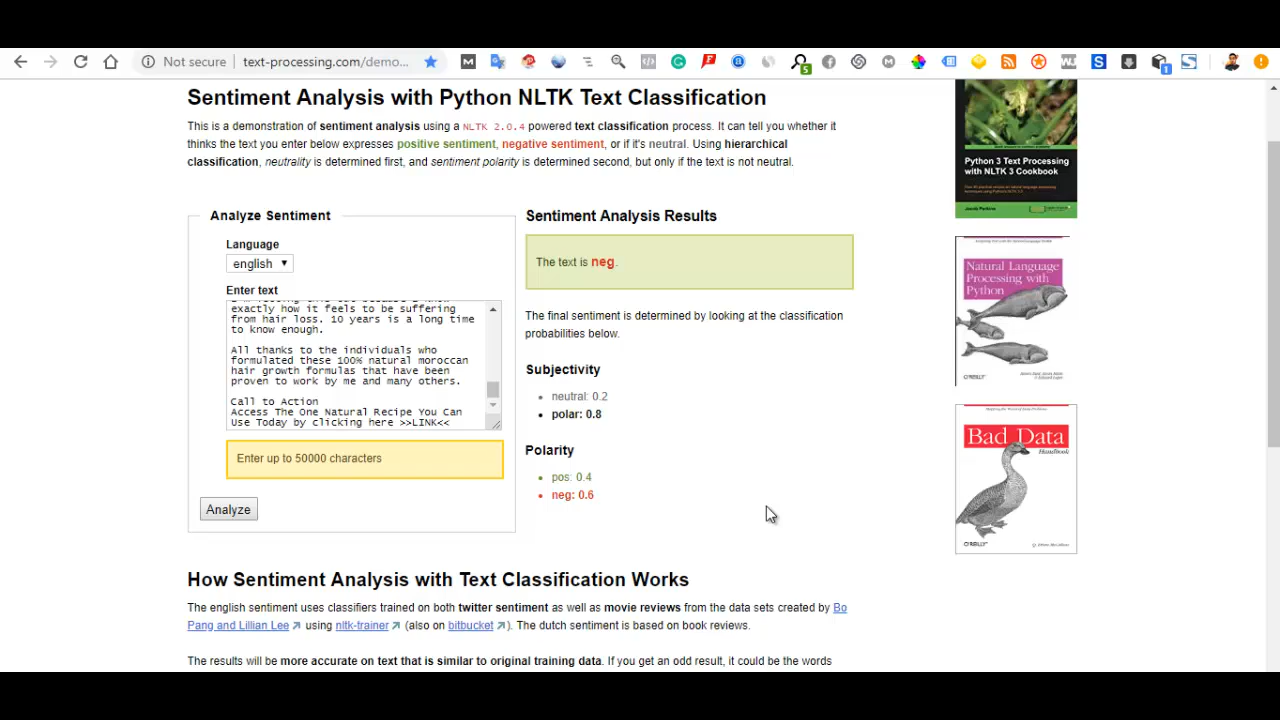 Not secure | text-processing.com/demo...
Sentiment Analysis with Python NLTK Text Classification
This is a demonstration of sentiment analysis using a NLTK 2.0.4 powered text classification process. It can tell you whether it
thinks the text you enter below expresses positive sentiment, negative sentiment, or if it's neutral. Using hierarchical
classification, neutrality is determined first, and sentiment polarity is determined second, but only if the text is not neutral.
Analyze Sentiment
Language
english
Enter text
exactly how it feels to be suffering
from hair loss. 10 years is a long time
to know enough.
All thanks to the individuals who
formulated these 100% natural moroccan
hair growth formulas that have been
proven to work by me and many others.
Call to Action
Access The One Natural Recipe You Can
Use Today by clicking here >>LINK<<
Enter up to 50000 characters
Analyze
Sentiment Analysis Results
The text is neg.
The final sentiment is determined by looking at the classification
probabilities below.
Subjectivity
neutral: 0.2
polar: 0.8
Polarity
pos: 0.4
neg: 0.6
How Sentiment Analysis with Text Classification Works
The english sentiment uses classifiers trained on both twitter sentiment as well as movie reviews from the data sets created by Bo
Pang and Lillian Lee using nltk-trainer (also on bitbucket). The dutch sentiment is based on book reviews.
The results will be more accurate on text that is similar to original training data. If you get an odd result, it could be the words
Python 3 Text Processing
with NLTK 3 Cookbook
Jacob Perkins
Natural Language
Processing with
Python
O'REILLY
Bad Data
Handbook
O'REILLY